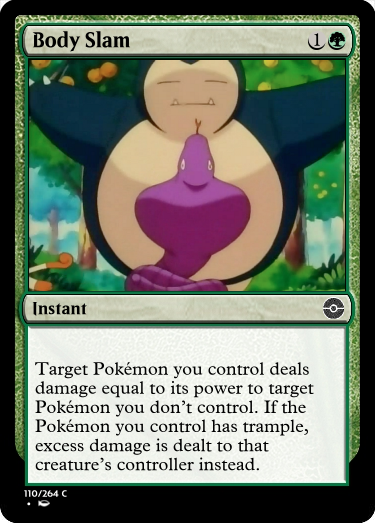 Body Slam 1
Instant
Target Pokémon you control deals
damage equal to its power to target
Pokémon you don't control. If the
Pokémon you control has trample,
excess damage is dealt to that
creature's controller instead.
110/264 C